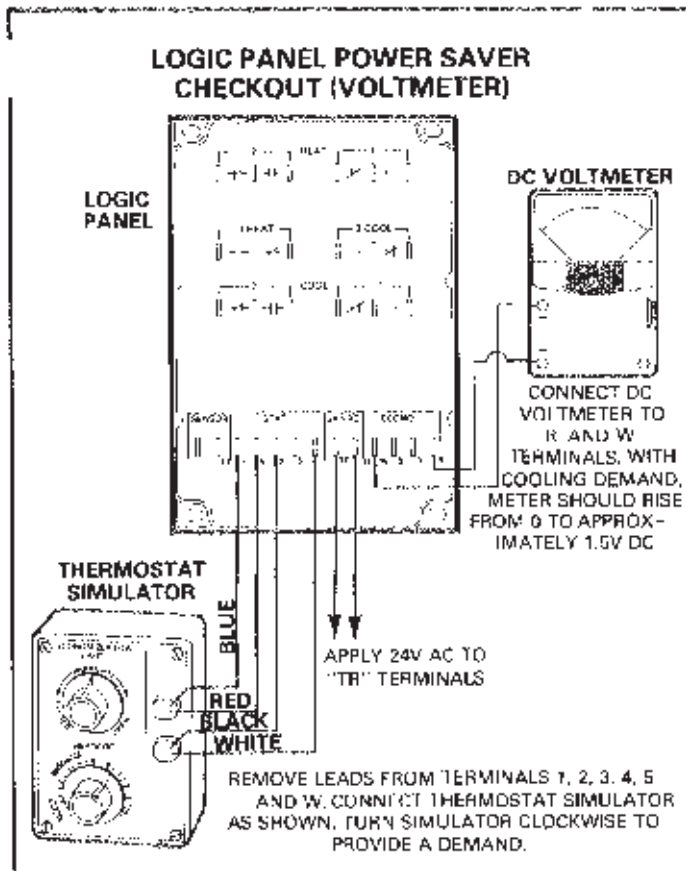 LOGIC PANEL POWER SAVER
CHECKOUT (VOLTMETER)
LOGIC
PANEL
HEAT
HEAT
COOL
COOL
DC VOLTMETER
CONNECT DC
VOLTMETER TO
R AND W
TERMINALS, WITH
COOLING DEMAND,
METER SHOULD RISE
FROM 0 TO APPROX-
IMATELY 1.5V DC
THERMOSTAT
SIMULATOR
BLUE
RED
BLACK
WHITE
APPLY 24V AC TO
"TR" TERMINALS
REMOVE LEADS FROM TERMINALS 1, 2, 3, 4, 5
AND W. CONNECT THERMOSTAT SIMULATOR
AS SHOWN. TURN SIMULATOR CLOCKWISE TO
PROVIDE A DEMAND.